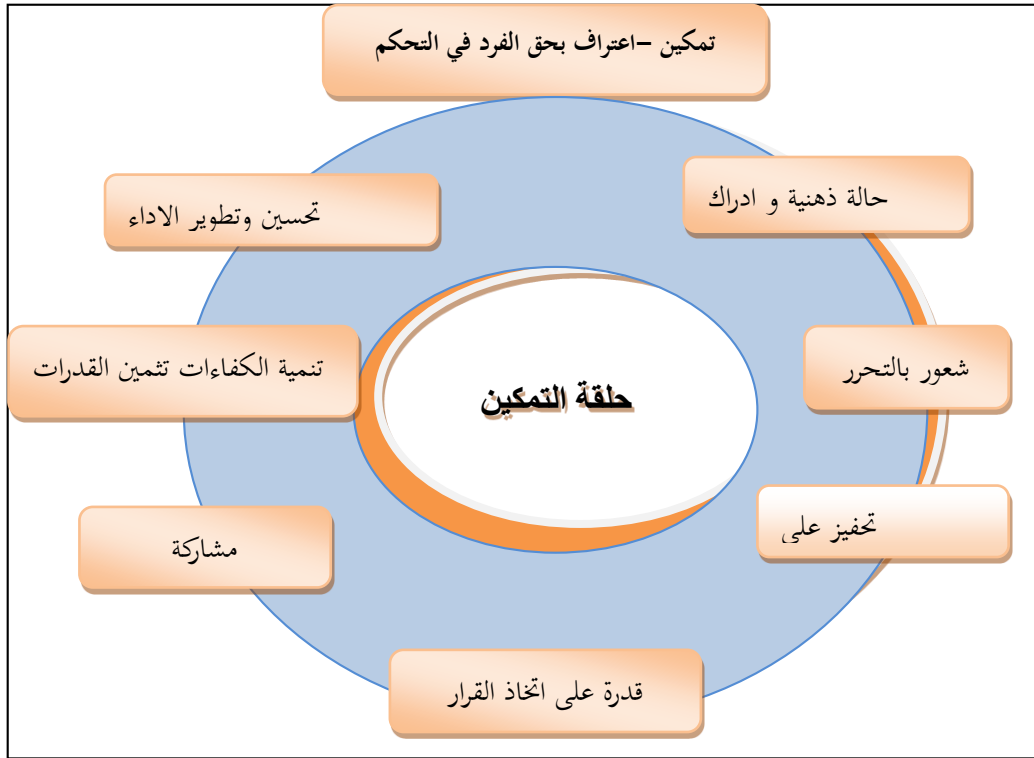 تمكين –اعتراف بحق الفرد في التحكم
حالة ذهنية و ادراك
تحسين وتطوير الاداء
شعور بالتحرر
تنمية الكفاءات تثمين القدرات
حلقة التمكين
تحفيز على
مشاركة
قدرة على اتخاذ القرار